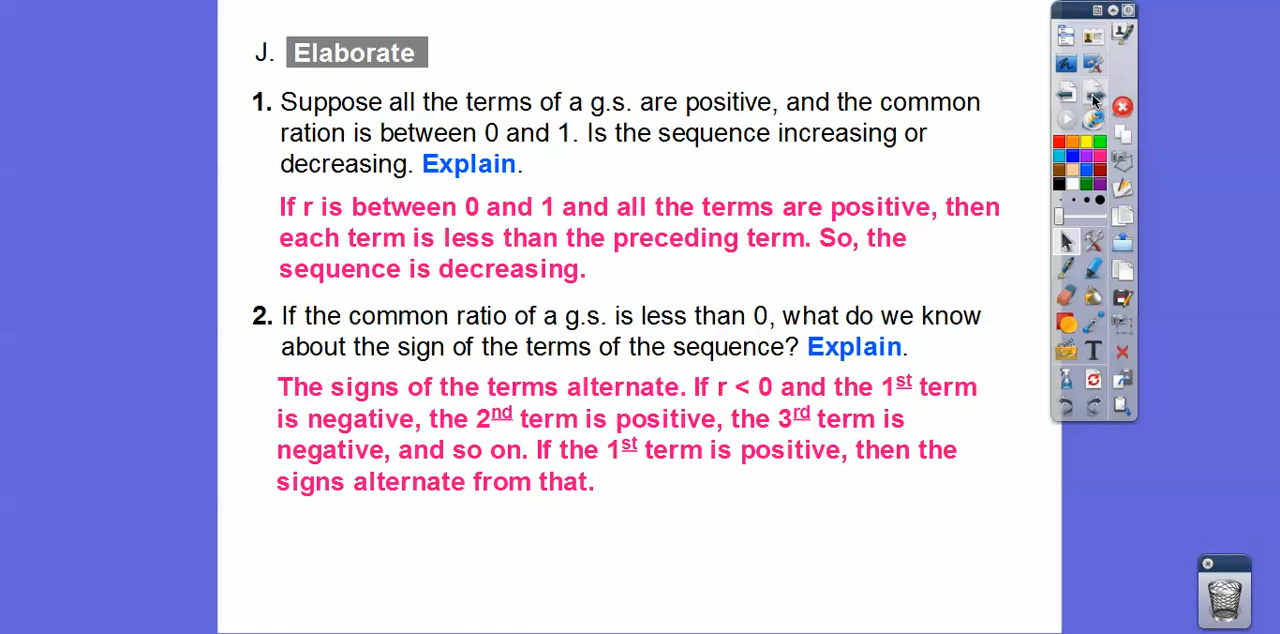 J. Elaborate
1. Suppose all the terms of a g.s. are positive, and the common
ration is between 0 and 1. Is the sequence increasing or
decreasing. Explain.
If r is between 0 and 1 and all the terms are positive, then
each term is less than the preceding term. So, the
sequence is decreasing.
2. If the common ratio of a g.s. is less than 0, what do we know
about the sign of the terms of the sequence? Explain.
The signs of the terms alternate. If r < 0 and the 1st term
is negative, the 2nd term is positive, the 3rd term is
negative, and so on. If the 1st term is positive, then the
signs alternate from that.